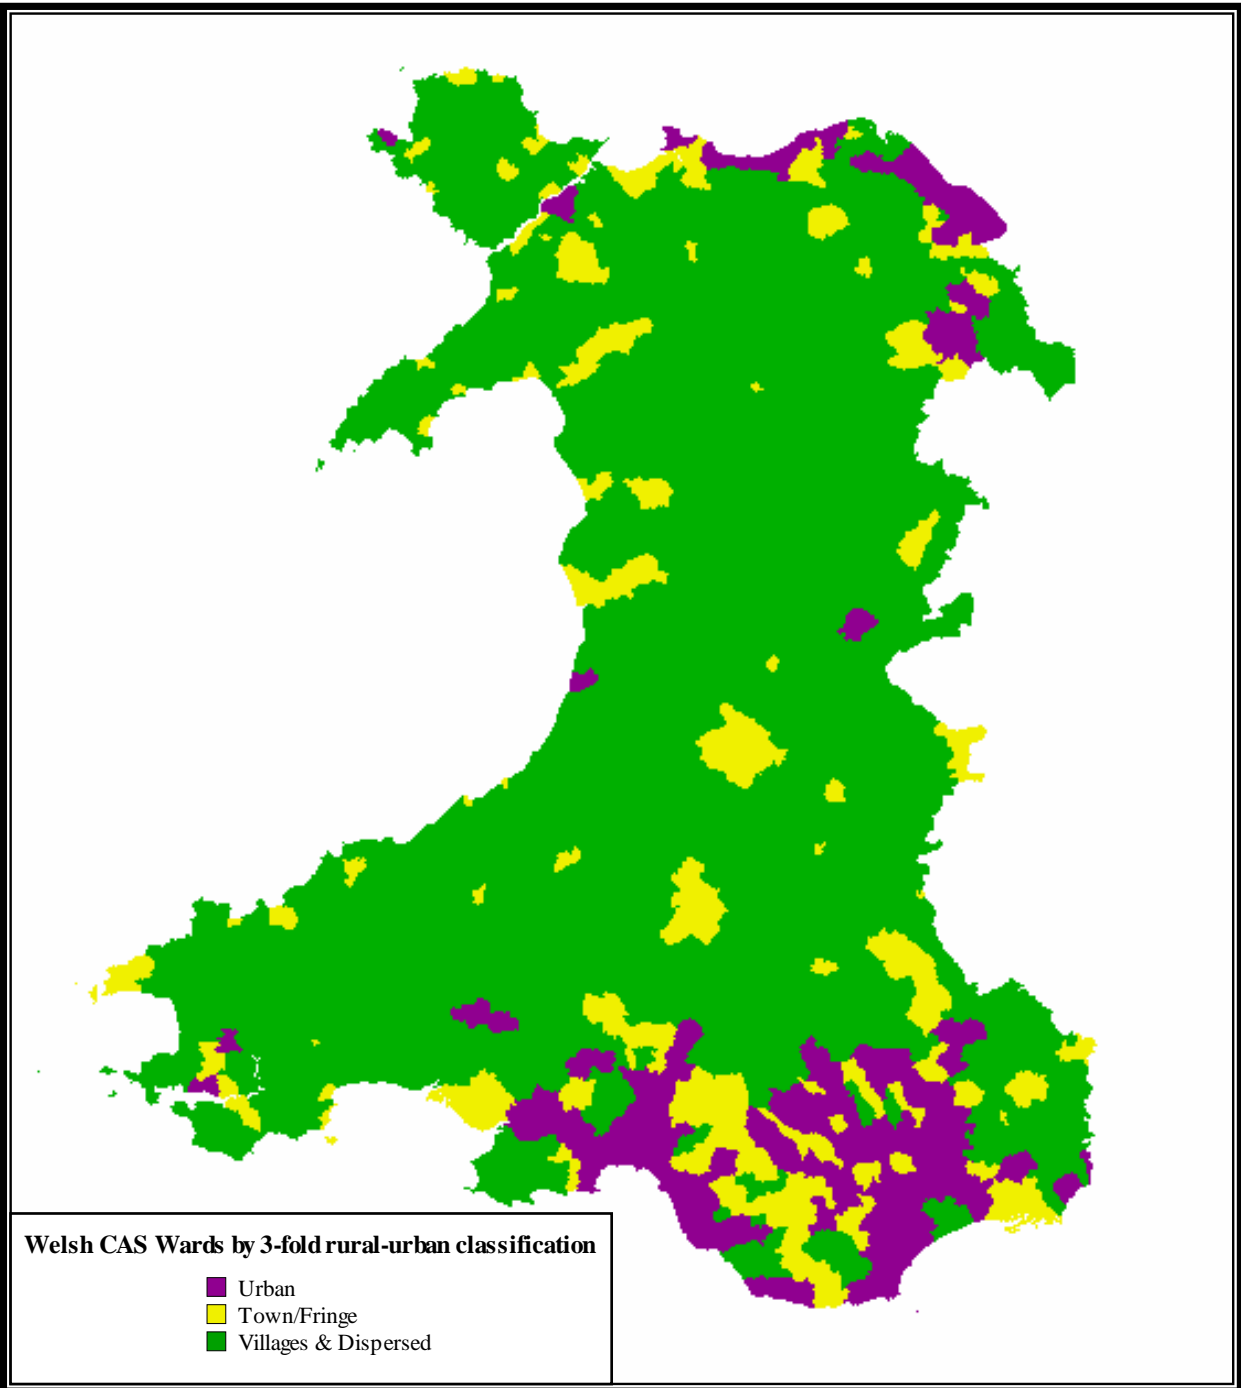 Welsh CAS Wards by 3-fold rural-urban classification
Urban
Town/Fringe
Villages & Dispersed